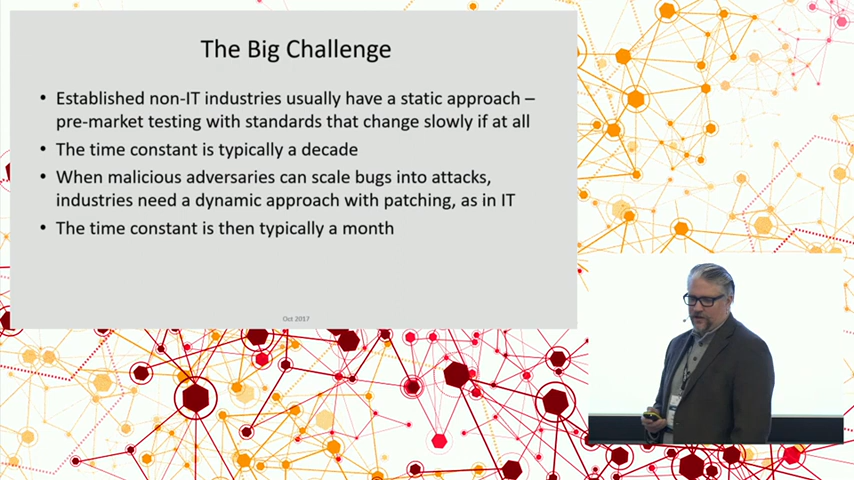 The Big Challenge
• Established non-IT industries usually have a static approach –
pre-market testing with standards that change slowly if at all
• The time constant is typically a decade
• When malicious adversaries can scale bugs into attacks,
industries need a dynamic approach with patching, as in IT
• The time constant is then typically a month
Oct 2017